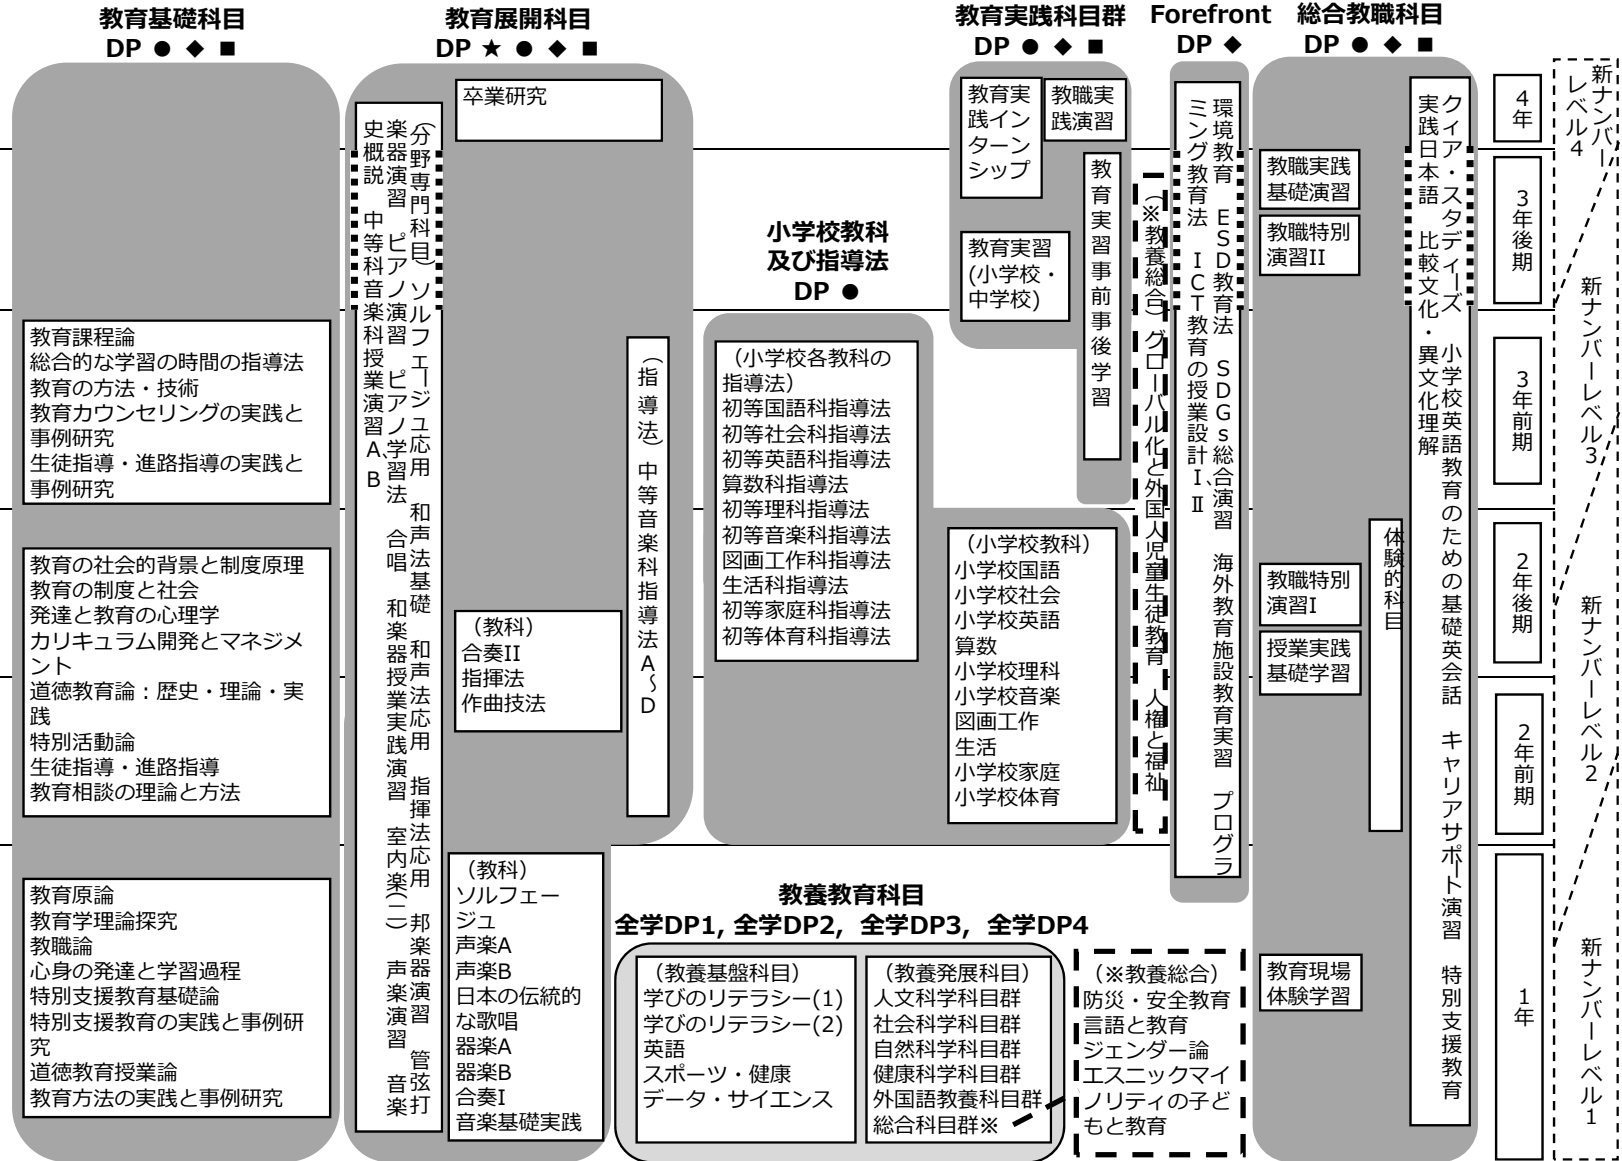 教育基礎科目
DP ● ◆ ■
教育課程論
総合的な学習の時間の指導法
教育の方法・技術
教育カウンセリングの実践と
事例研究
生徒指導・進路指導の実践と
事例研究
教育の社会的背景と制度原理
教育の制度と社会
発達と教育の心理学
カリキュラム開発とマネジメ
ント
道徳教育論：歴史・理論・実
践
特別活動論
生徒指導・進路指導
教育相談の理論と方法
教育原論
教育学理論探究
教職論
心身の発達と学習過程
特別支援教育基礎論
特別支援教育の実践と事例研
究
道徳教育授業論
教育方法の実践と事例研究
教育展開科目
DP ★ ● ◆ ■
（分野専門科目）ソルフェージュ応用　和声法基礎　和声法応用　指揮法応用　邦楽器演習　管弦打
楽器演習　ピアノ演習　ピアノ学習法　合唱　和楽器授業実践演習　室内楽(二)　声楽演習　音楽
史概説　中等科音楽科授業演習A、B
卒業研究
（指導法）中等音楽科指導法A～D
（教科）
合奏II
指揮法
作曲技法
（教科）
ソルフェー
ジュ
声楽A
声楽B
日本の伝統的
な歌唱
器楽A
器楽B
合奏I
音楽基礎実践
小学校教科
及び指導法
DP ●
（小学校各教科の
指導法）
初等国語科指導法
初等社会科指導法
初等英語科指導法
算数科指導法
初等理科指導法
初等音楽科指導法
図画工作科指導法
生活科指導法
初等家庭科指導法
初等体育科指導法
（小学校教科）
小学校国語
小学校社会
小学校英語
算数
小学校理科
小学校音楽
図画工作
生活
小学校家庭
小学校体育
教養教育科目
全学DP1, 全学DP2, 全学DP3, 全学DP4
（教養基盤科目）
学びのリテラシー(1)
学びのリテラシー(2)
英語
スポーツ・健康
データ・サイエンス
（教養発展科目）
人文科学科目群
社会科学科目群
自然科学科目群
健康科学科目群
外国語教養科目群
総合科目群※
（※教養総合）
防災・安全教育
言語と教育
ジェンダー論
エスニックマイ
ノリティの子ど
もと教育
教育実践科目群
DP ● ◆ ■
教育実
践イン
ターン
シップ
教職実
践演習
教育実習事前事後学習
教育実習
(小学校・
中学校)
（※教養総合）グローバル化と外国人児童生徒教育　人権と福祉
Forefront
DP ◆
環境教育　ESD教育法　SDGs総合演習　海外教育施設教育実習　プログラ
ミング教育法　ICT教育の授業設計Ⅰ、Ⅱ
総合教職科目
DP ● ◆ ■
教職実践
基礎演習
教職特別
演習II
教職特別
演習I
授業実践
基礎学習
教育現場
体験学習
体験的科目
クィア・スタディーズ　小学校英語教育のための基礎英会話　キャリアサポート演習　特別支援教育
実践日本語　比較文化・異文化理解
4年
3年後期
3年前期
2年後期
2年前期
1年
新ナンバー
レベル4
新ナンバーレベル3
新ナンバーレベル2
新ナンバーレベル1